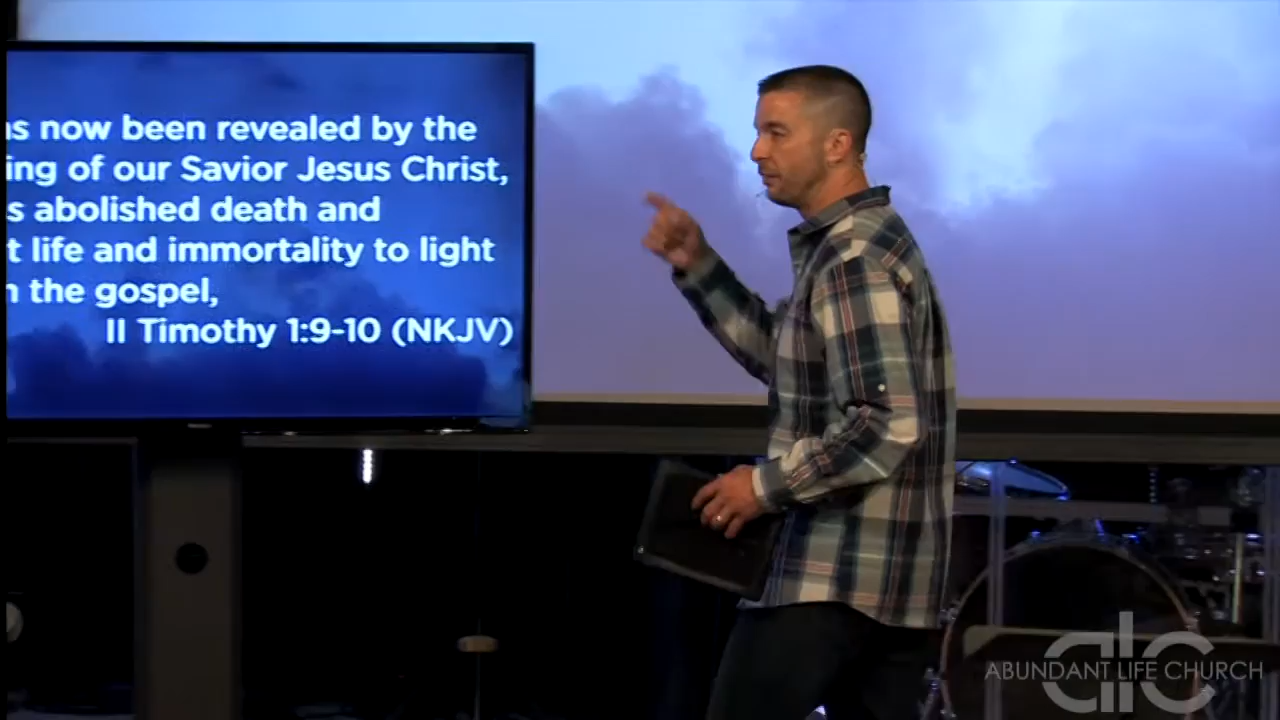 s now been revealed by the
ing of our Savior Jesus Christ,
s abolished death and
t life and immortality to light
the gospel,
II Timothy 1:9-10 (NKJV)
alc
ABUNDANT LIFE CHURCH